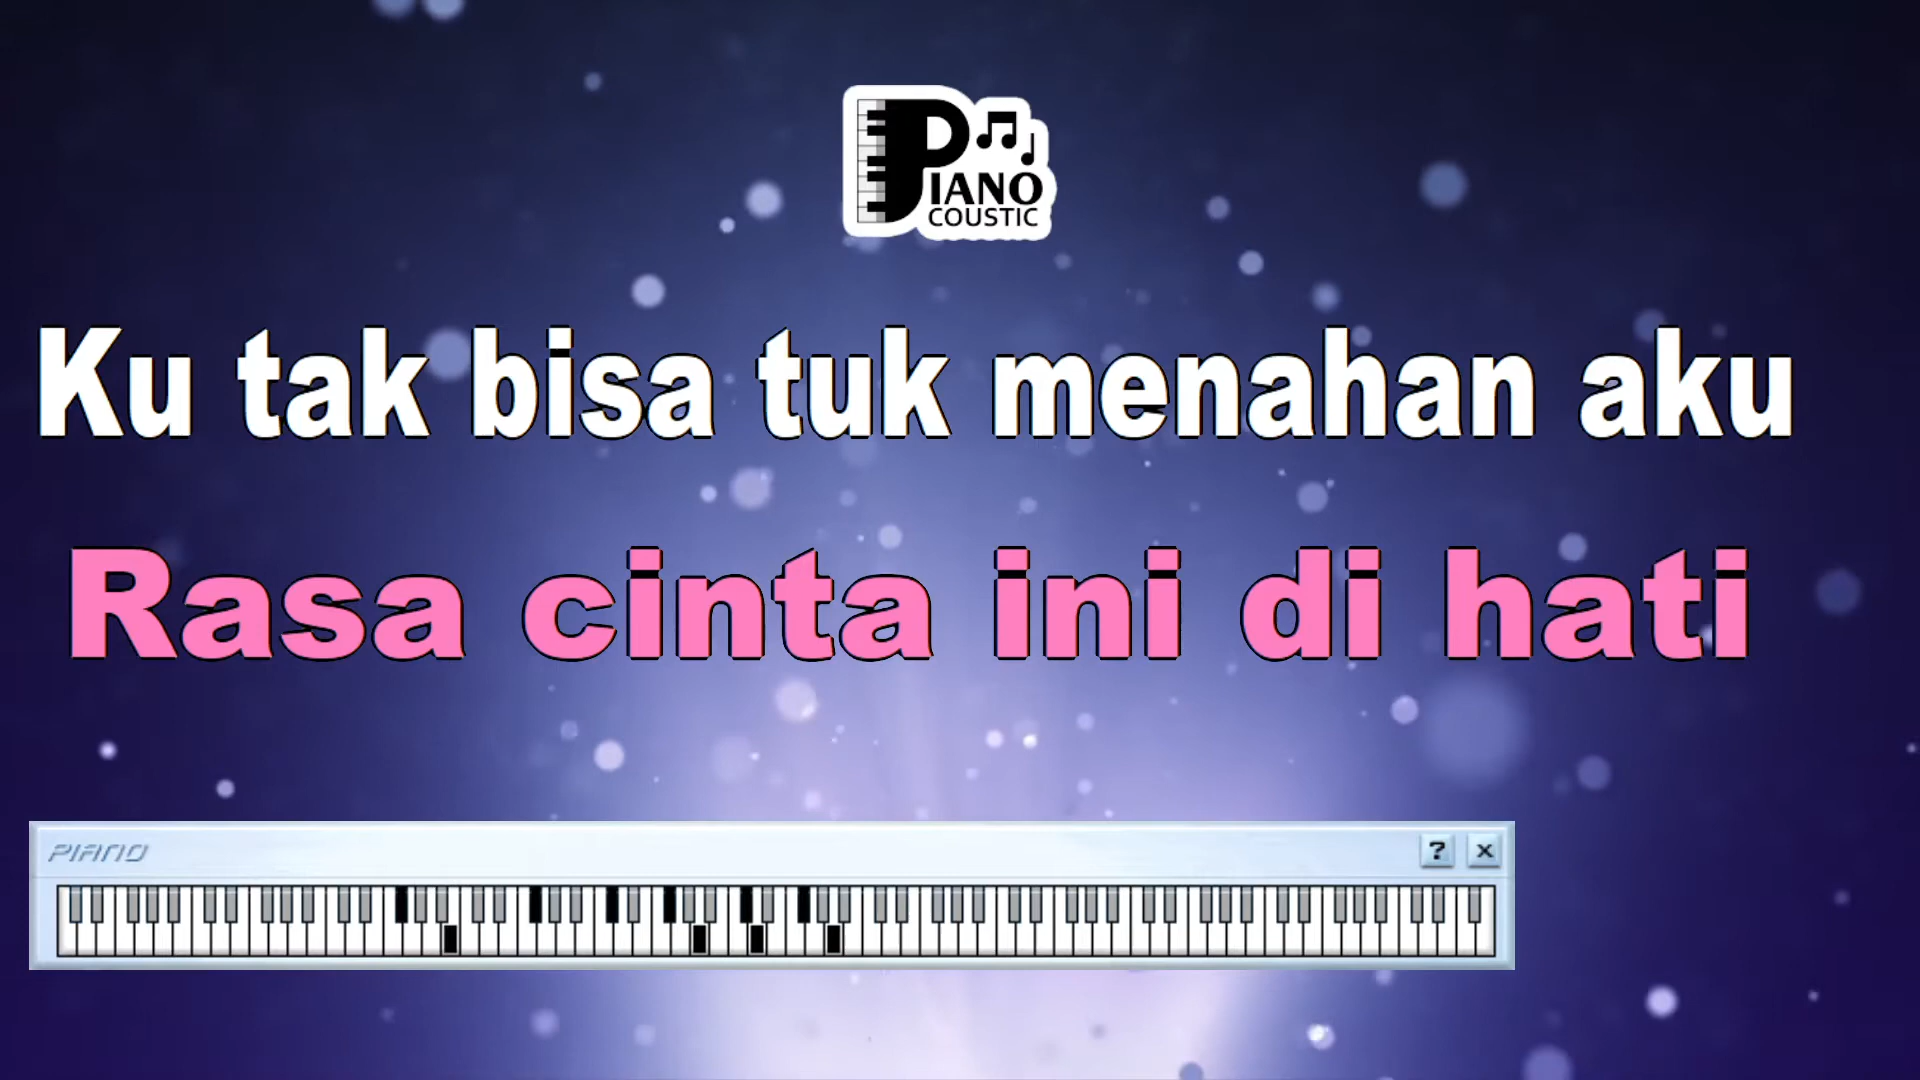 PIANO
COUSTIC
Ku tak bisa tuk menahan aku
Rasa cinta ini di hati
PIANO
? X